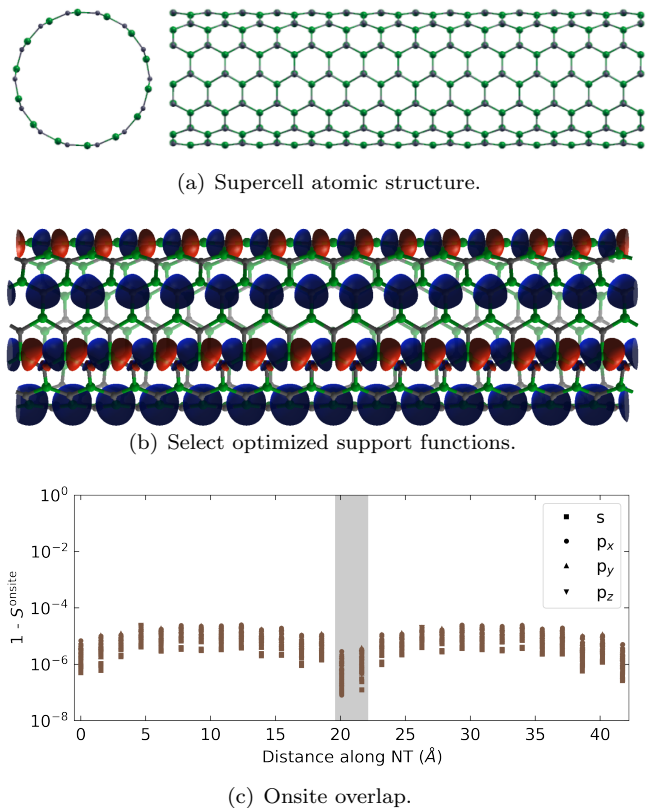 (a) Supercell atomic structure.
(b) Select optimized support functions.
10^0
10^-2
10^-4
10^-6
10^-8
1 - S^onsite
s
p_x
p_y
p_z
0 5 10 15 20 25 30 35 40
Distance along NT (Å)
(c) Onsite overlap.